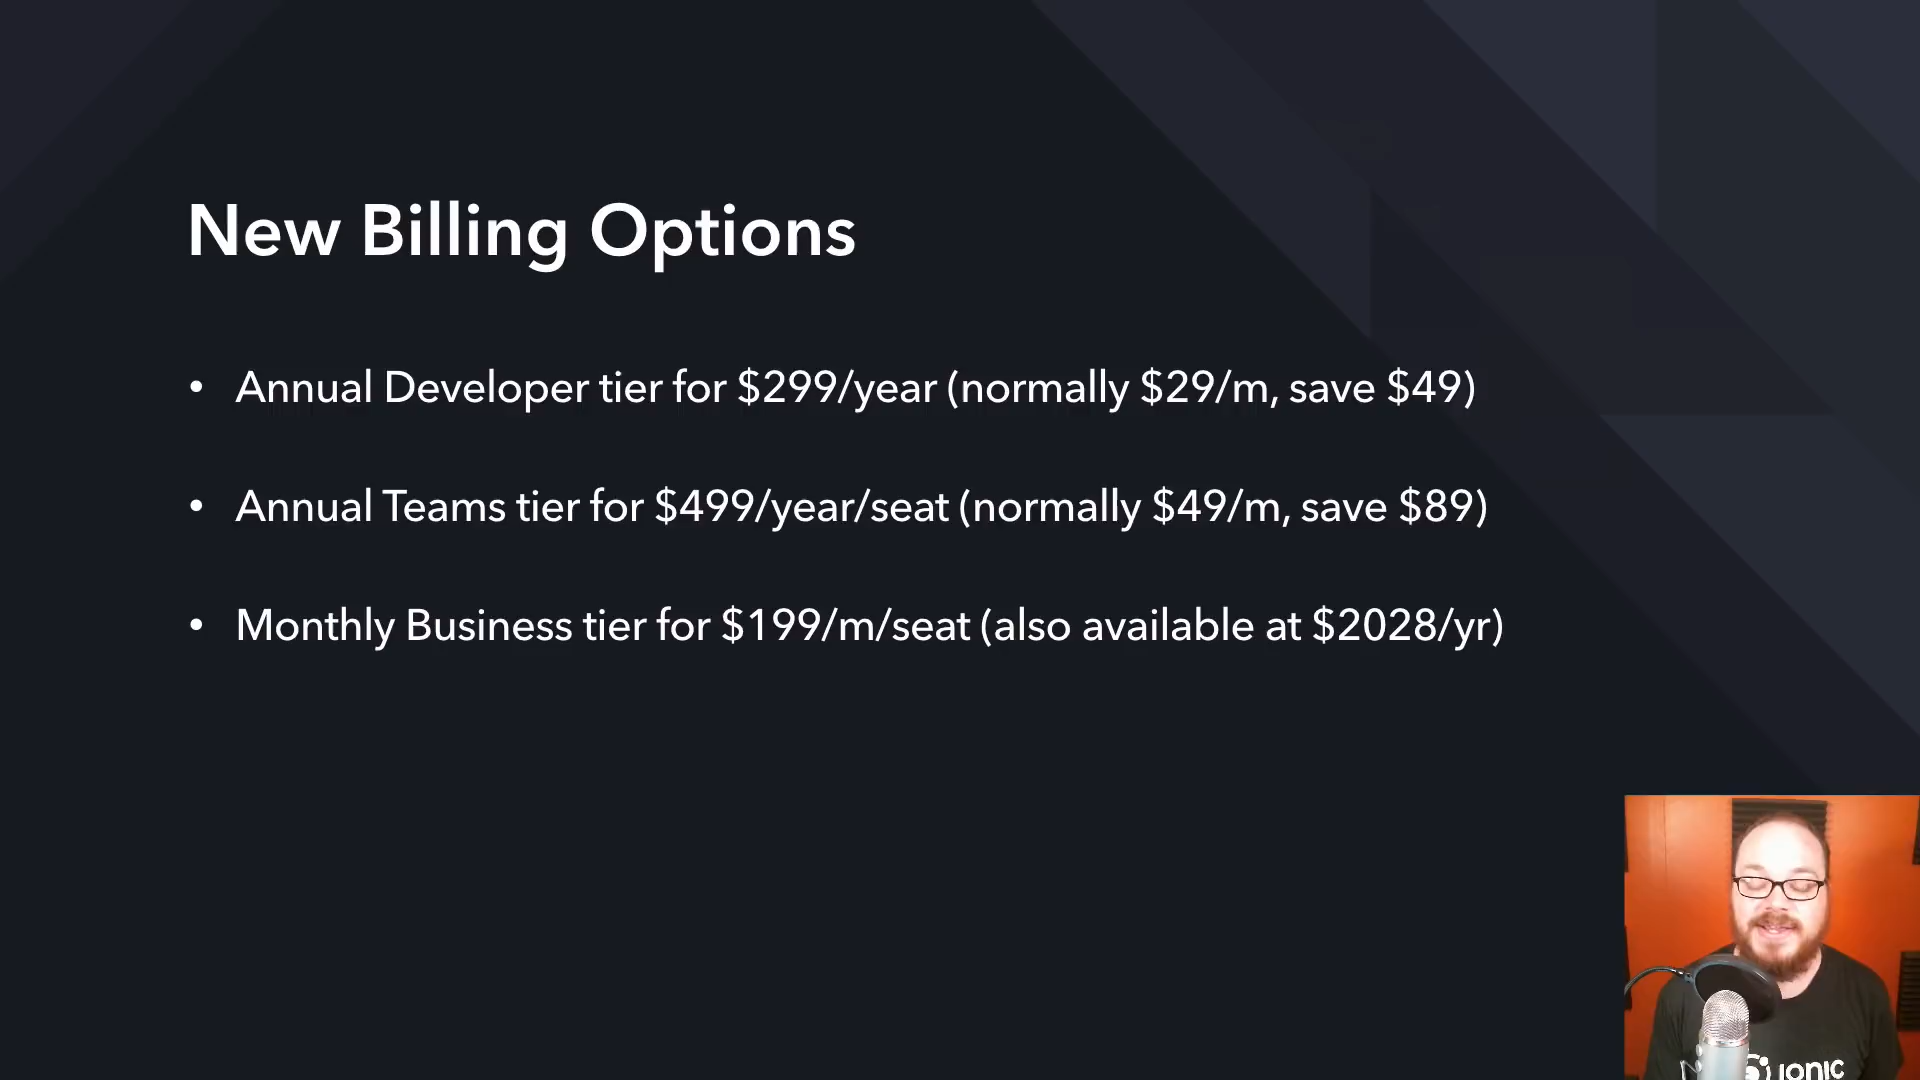 New Billing Options
• Annual Developer tier for $299/year (normally $29/m, save $49)
• Annual Teams tier for $499/year/seat (normally $49/m, save $89)
• Monthly Business tier for $199/m/seat (also available at $2028/yr)
ionic